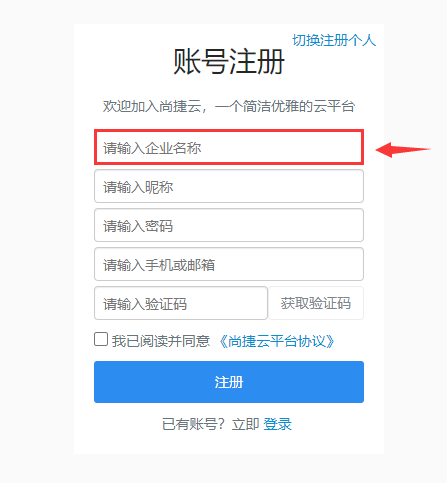 切换注册个人
账号注册
欢迎加入尚捷云，一个简洁优雅的云平台
请输入企业名称
请输入昵称
请输入密码
请输入手机或邮箱
请输入验证码 获取验证码
我已阅读并同意 《尚捷云平台协议》
注册
已有账号？立即 登录